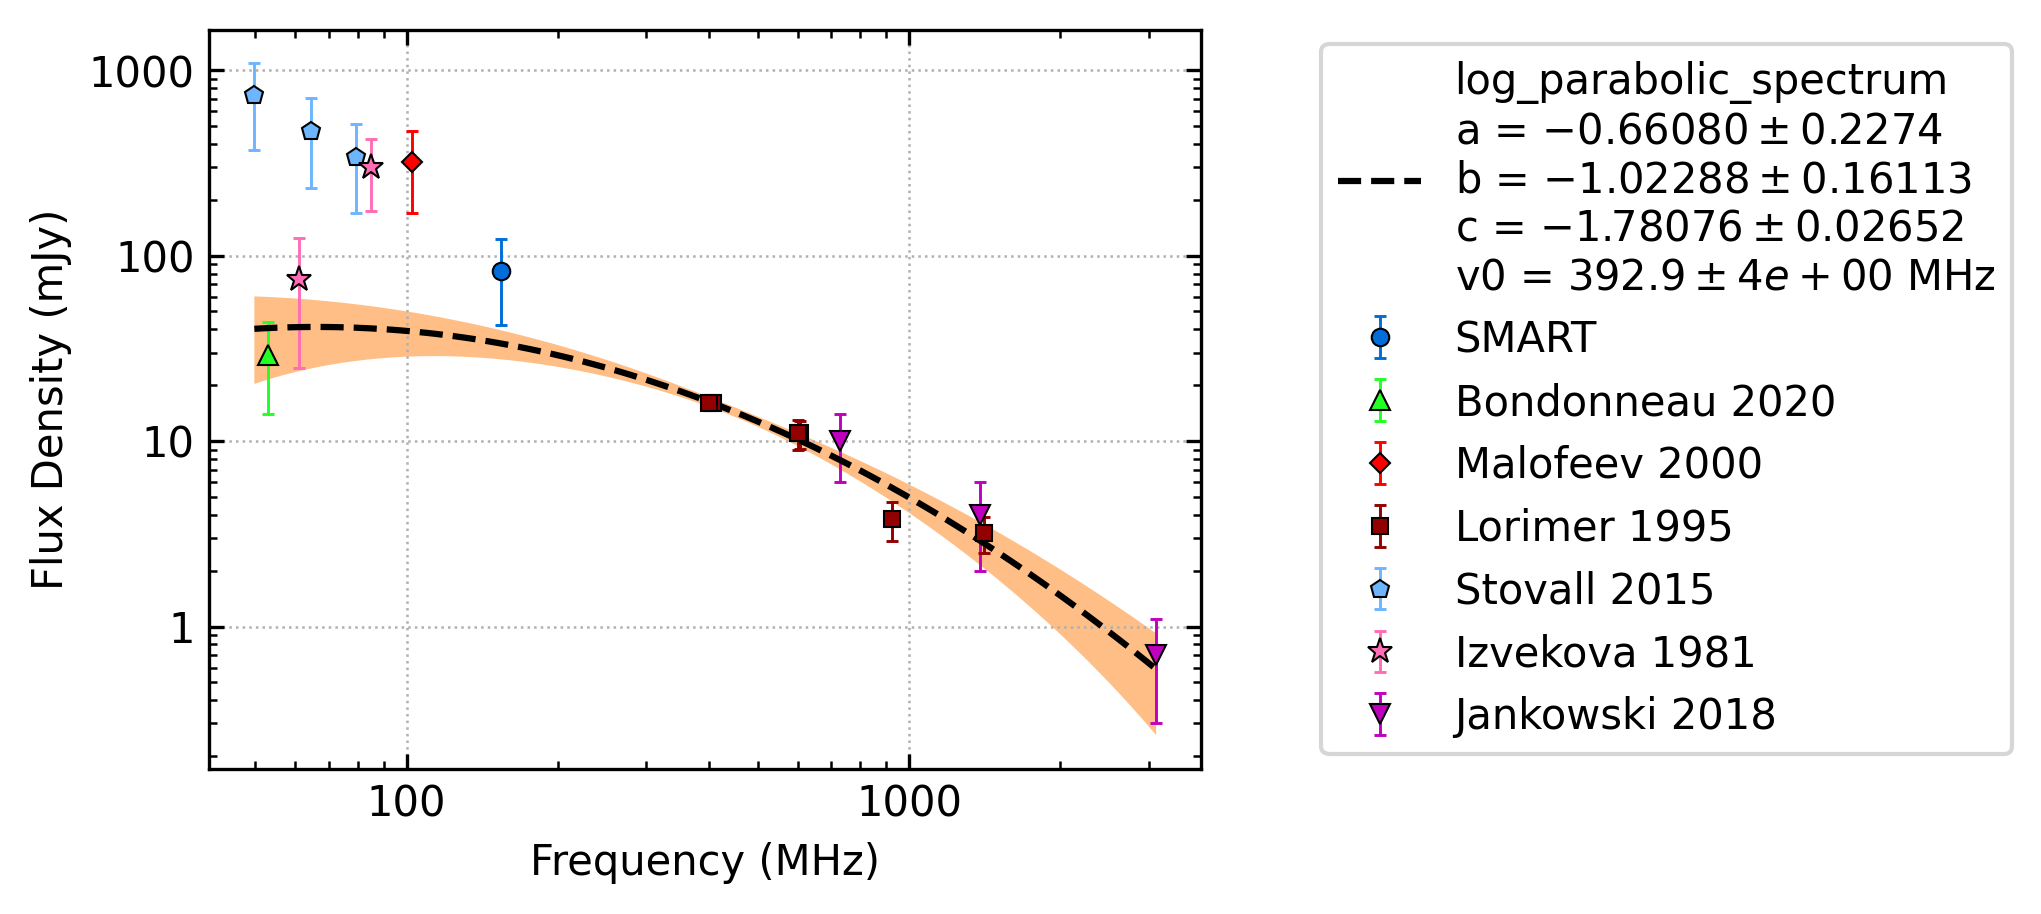 1000
100
10
1
Flux Density (mJy)
100
1000
Frequency (MHz)
log_parabolic_spectrum
a = −0.66080 ± 0.2274
b = −1.02288 ± 0.16113
c = −1.78076 ± 0.02652
v0 = 392.9 ± 4e + 00 MHz
SMART
Bondonneau 2020
Malofeev 2000
Lorimer 1995
Stovall 2015
Izvekova 1981
Jankowski 2018